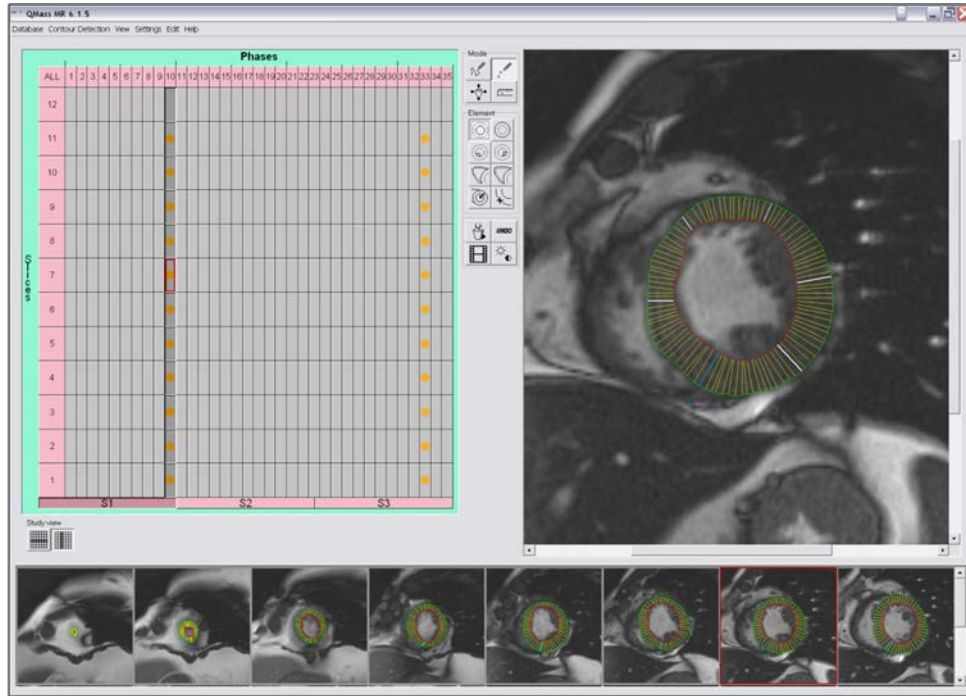 QMass MR 6.1.5
Database Contour Detection View Settings Edit Help
Phases
ALL 1 2 3 4 5 6 7 8 9 10 11 12 13 14 15 16 17 18 19 20 21 22 23 24 25 26 27 28 29 30 31 32 33 34 35
12
11
10
9
8
7
6
5
4
3
2
1
Slices
S1 S2 S3
Study view
Mode
Element
UNDO